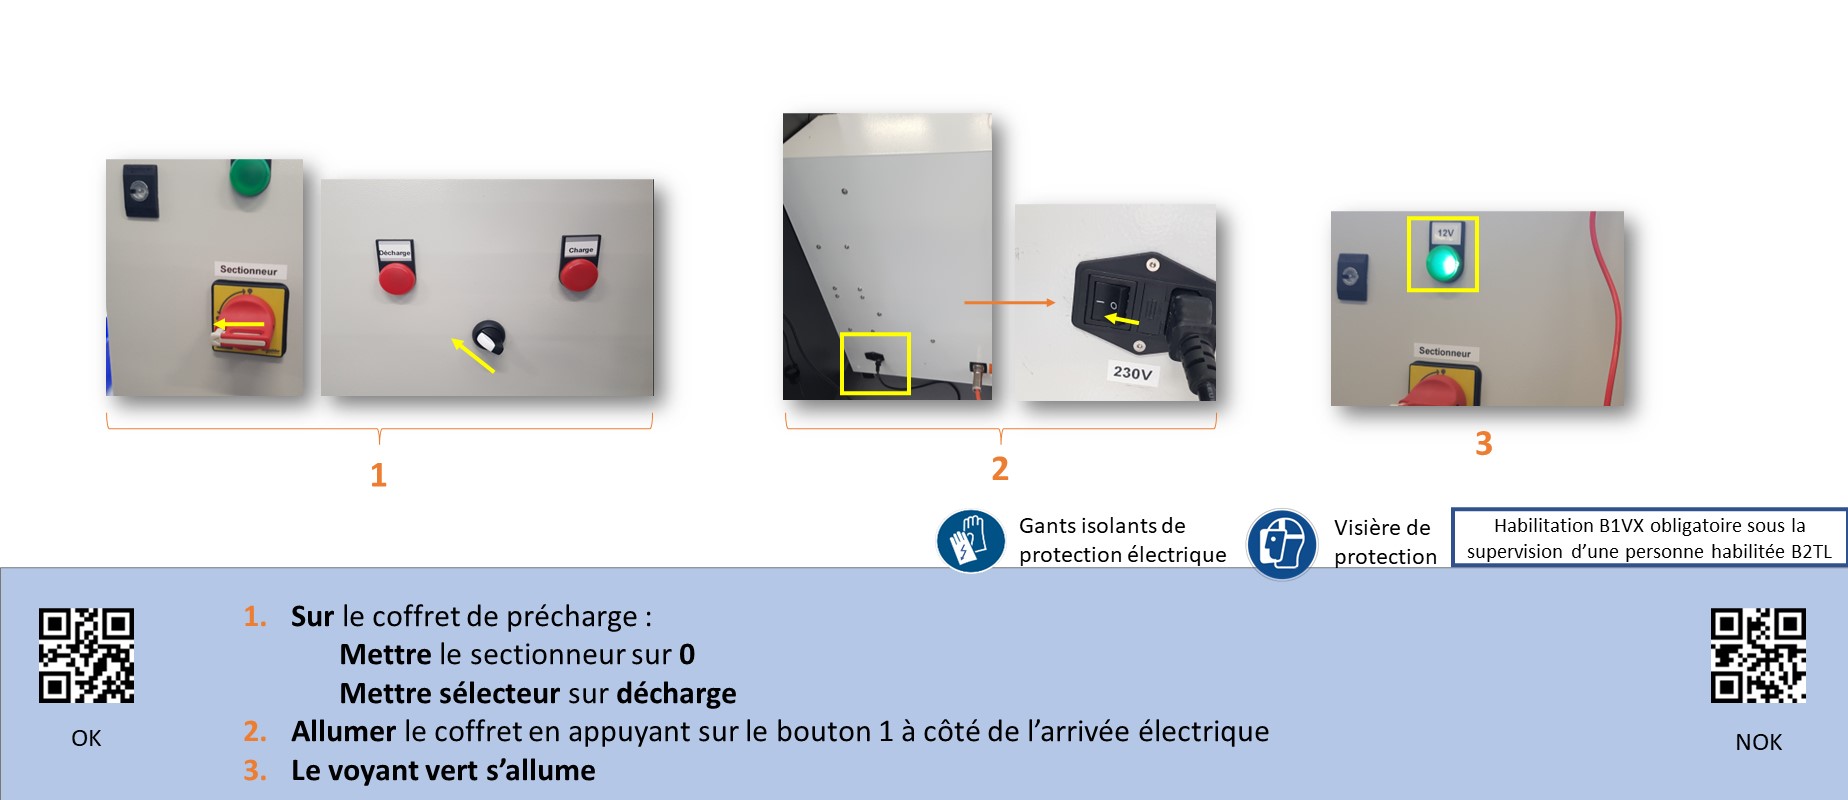 Sectionneur
Décharge
Charge
230V
12V
Sectionneur
1
2
3
Gants isolants de
protection électrique
Visière de
protection
Habilitation B1VX obligatoire sous la
supervision d’une personne habilitée B2TL
1. Sur le coffret de précharge :
Mettre le sectionneur sur 0
Mettre sélecteur sur décharge
2. Allumer le coffret en appuyant sur le bouton 1 à côté de l’arrivée électrique
3. Le voyant vert s’allume
OK
NOK